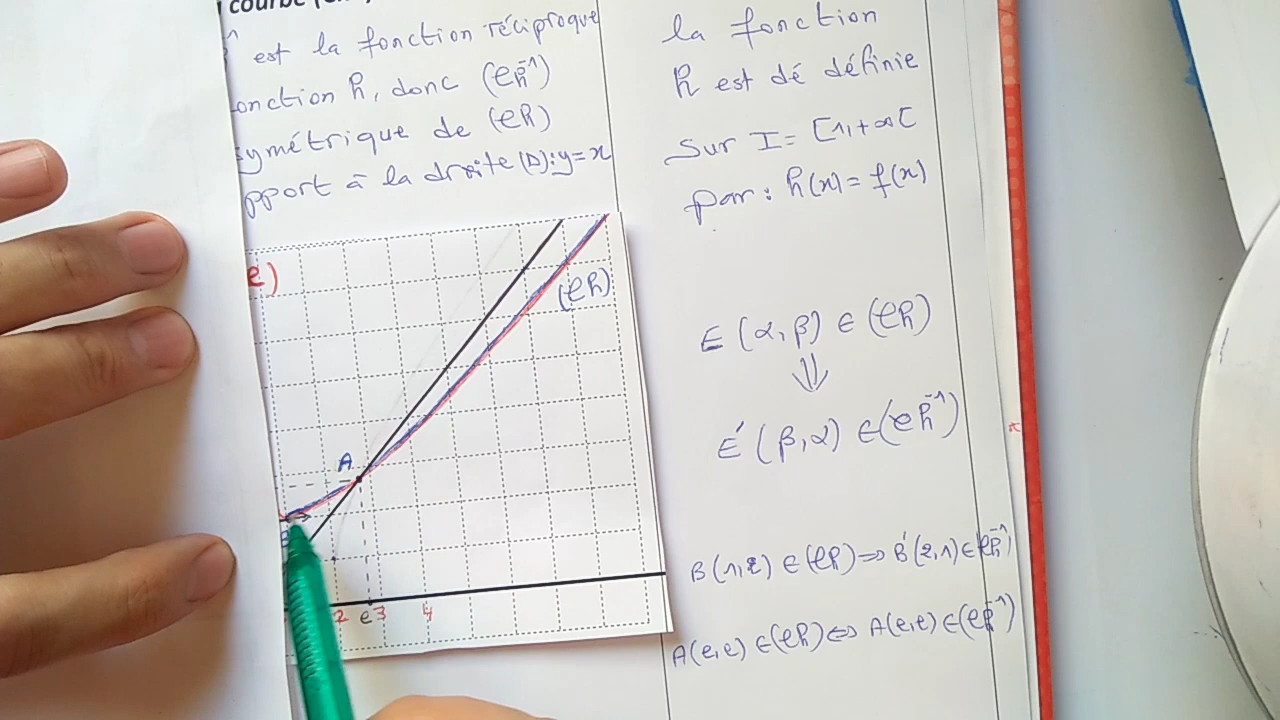 courbe
est la fonction réciproque
onction h, donc (Ch⁻¹)
ymétrique de (Ch)
pport à la droite (D): y=x
e)
(Ch)
A
B
2 e 3 4
la fonction
h est dé définie
sur I = [1,+∞[
par : h(x) = f(x)
E (α, β) ∈ (Ch)
⇓
E' (β, α) ∈ (Ch⁻¹)
B (1,2) ∈ (Ch) ⇒ B'(2,1) ∈ (Ch⁻¹)
A(e,e) ∈ (Ch) ⇔ A(e,e) ∈ (Ch⁻¹)